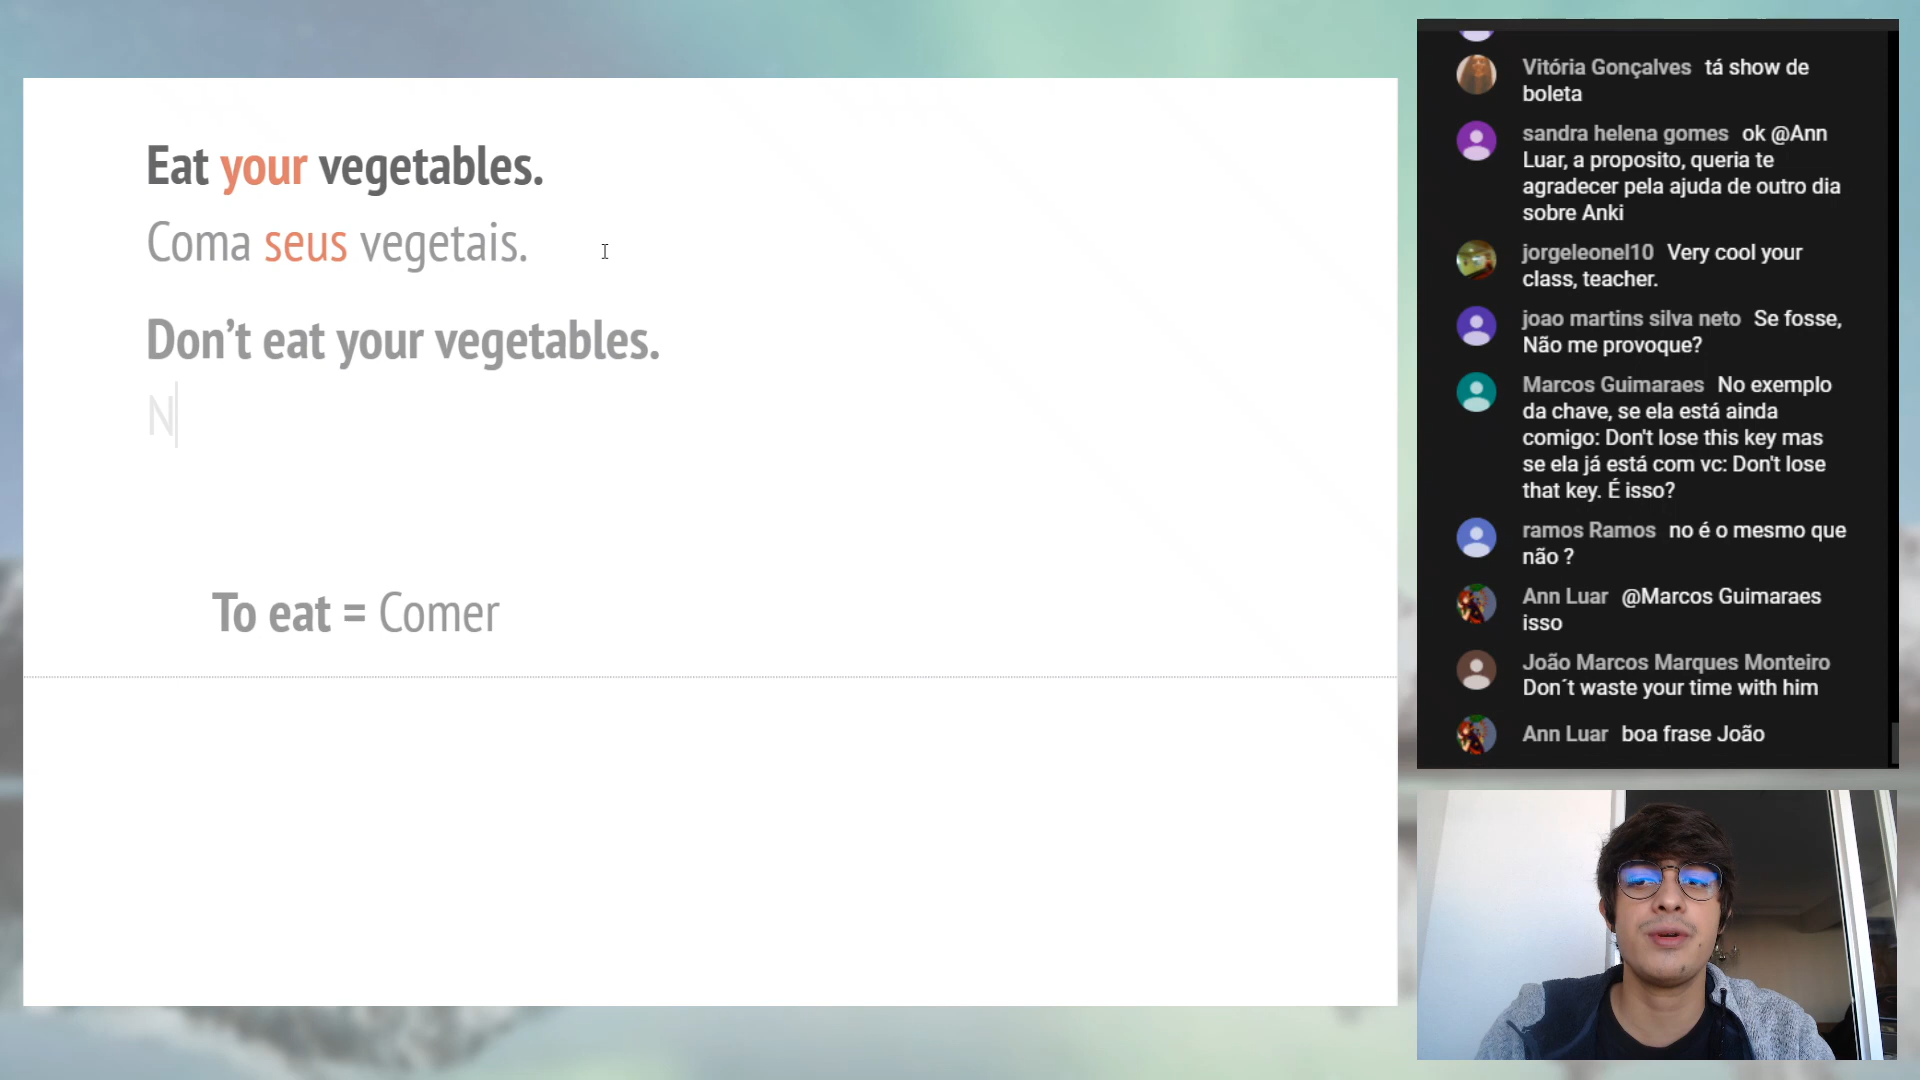 Eat your vegetables.
Coma seus vegetais.
Don’t eat your vegetables.
N
To eat = Comer
Vitória Gonçalves tá show de
boleta
sandra helena gomes ok @Ann
Luar, a proposito, queria te
agradecer pela ajuda de outro dia
sobre Anki
jorgeleonel10 Very cool your
class, teacher.
joao martins silva neto Se fosse,
Não me provoque?
Marcos Guimaraes No exemplo
da chave, se ela está ainda
comigo: Don't lose this key mas
se ela já está com vc: Don't lose
that key. É isso?
ramos Ramos no é o mesmo que
não ?
Ann Luar @Marcos Guimaraes
isso
João Marcos Marques Monteiro
Don´t waste your time with him
Ann Luar boa frase João